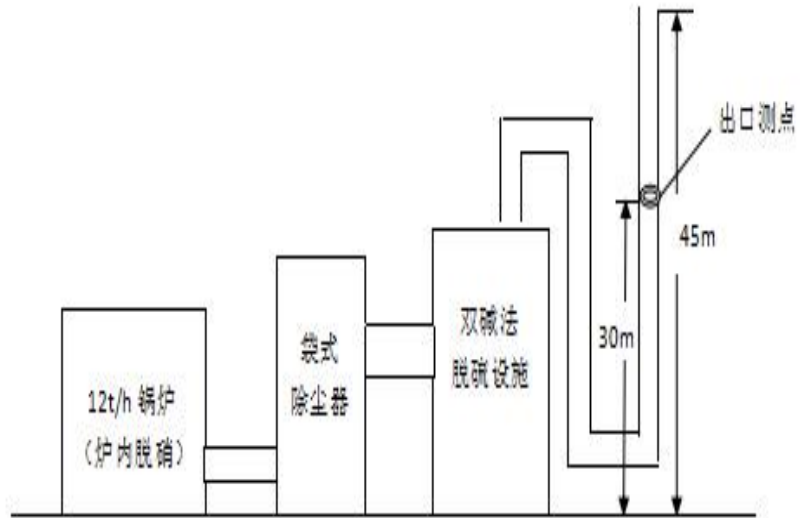 12t/h 锅炉
（炉内脱硝）
袋式
除尘器
双碱法
脱硫设施
30m
45m
出口测点